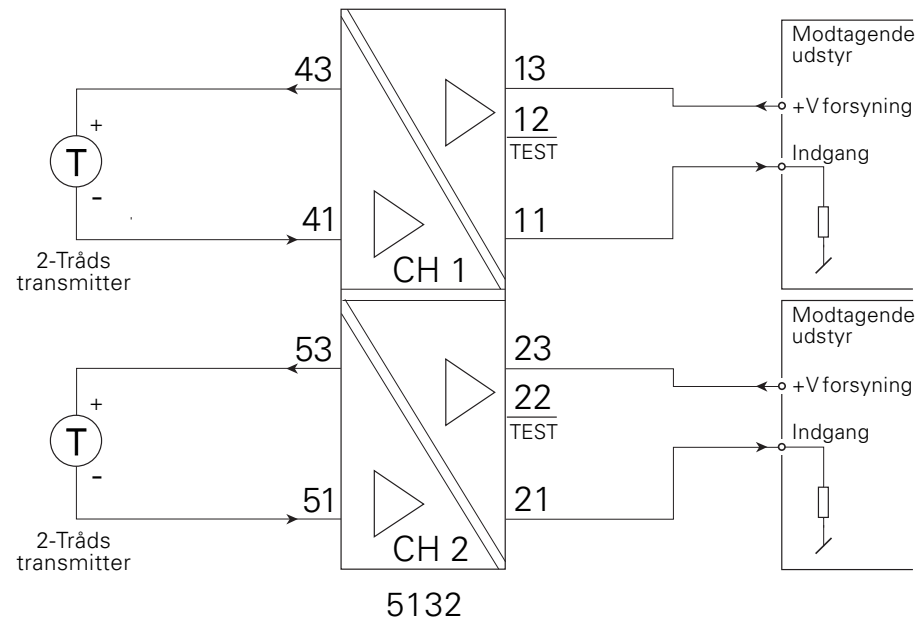 43
13
12
TEST
41
11
CH 1
+
T
-
2-Tråds
transmitter
Modtagende
udstyr
+V forsyning
Indgang
53
23
22
TEST
51
21
CH 2
+
T
-
2-Tråds
transmitter
Modtagende
udstyr
+V forsyning
Indgang
5132